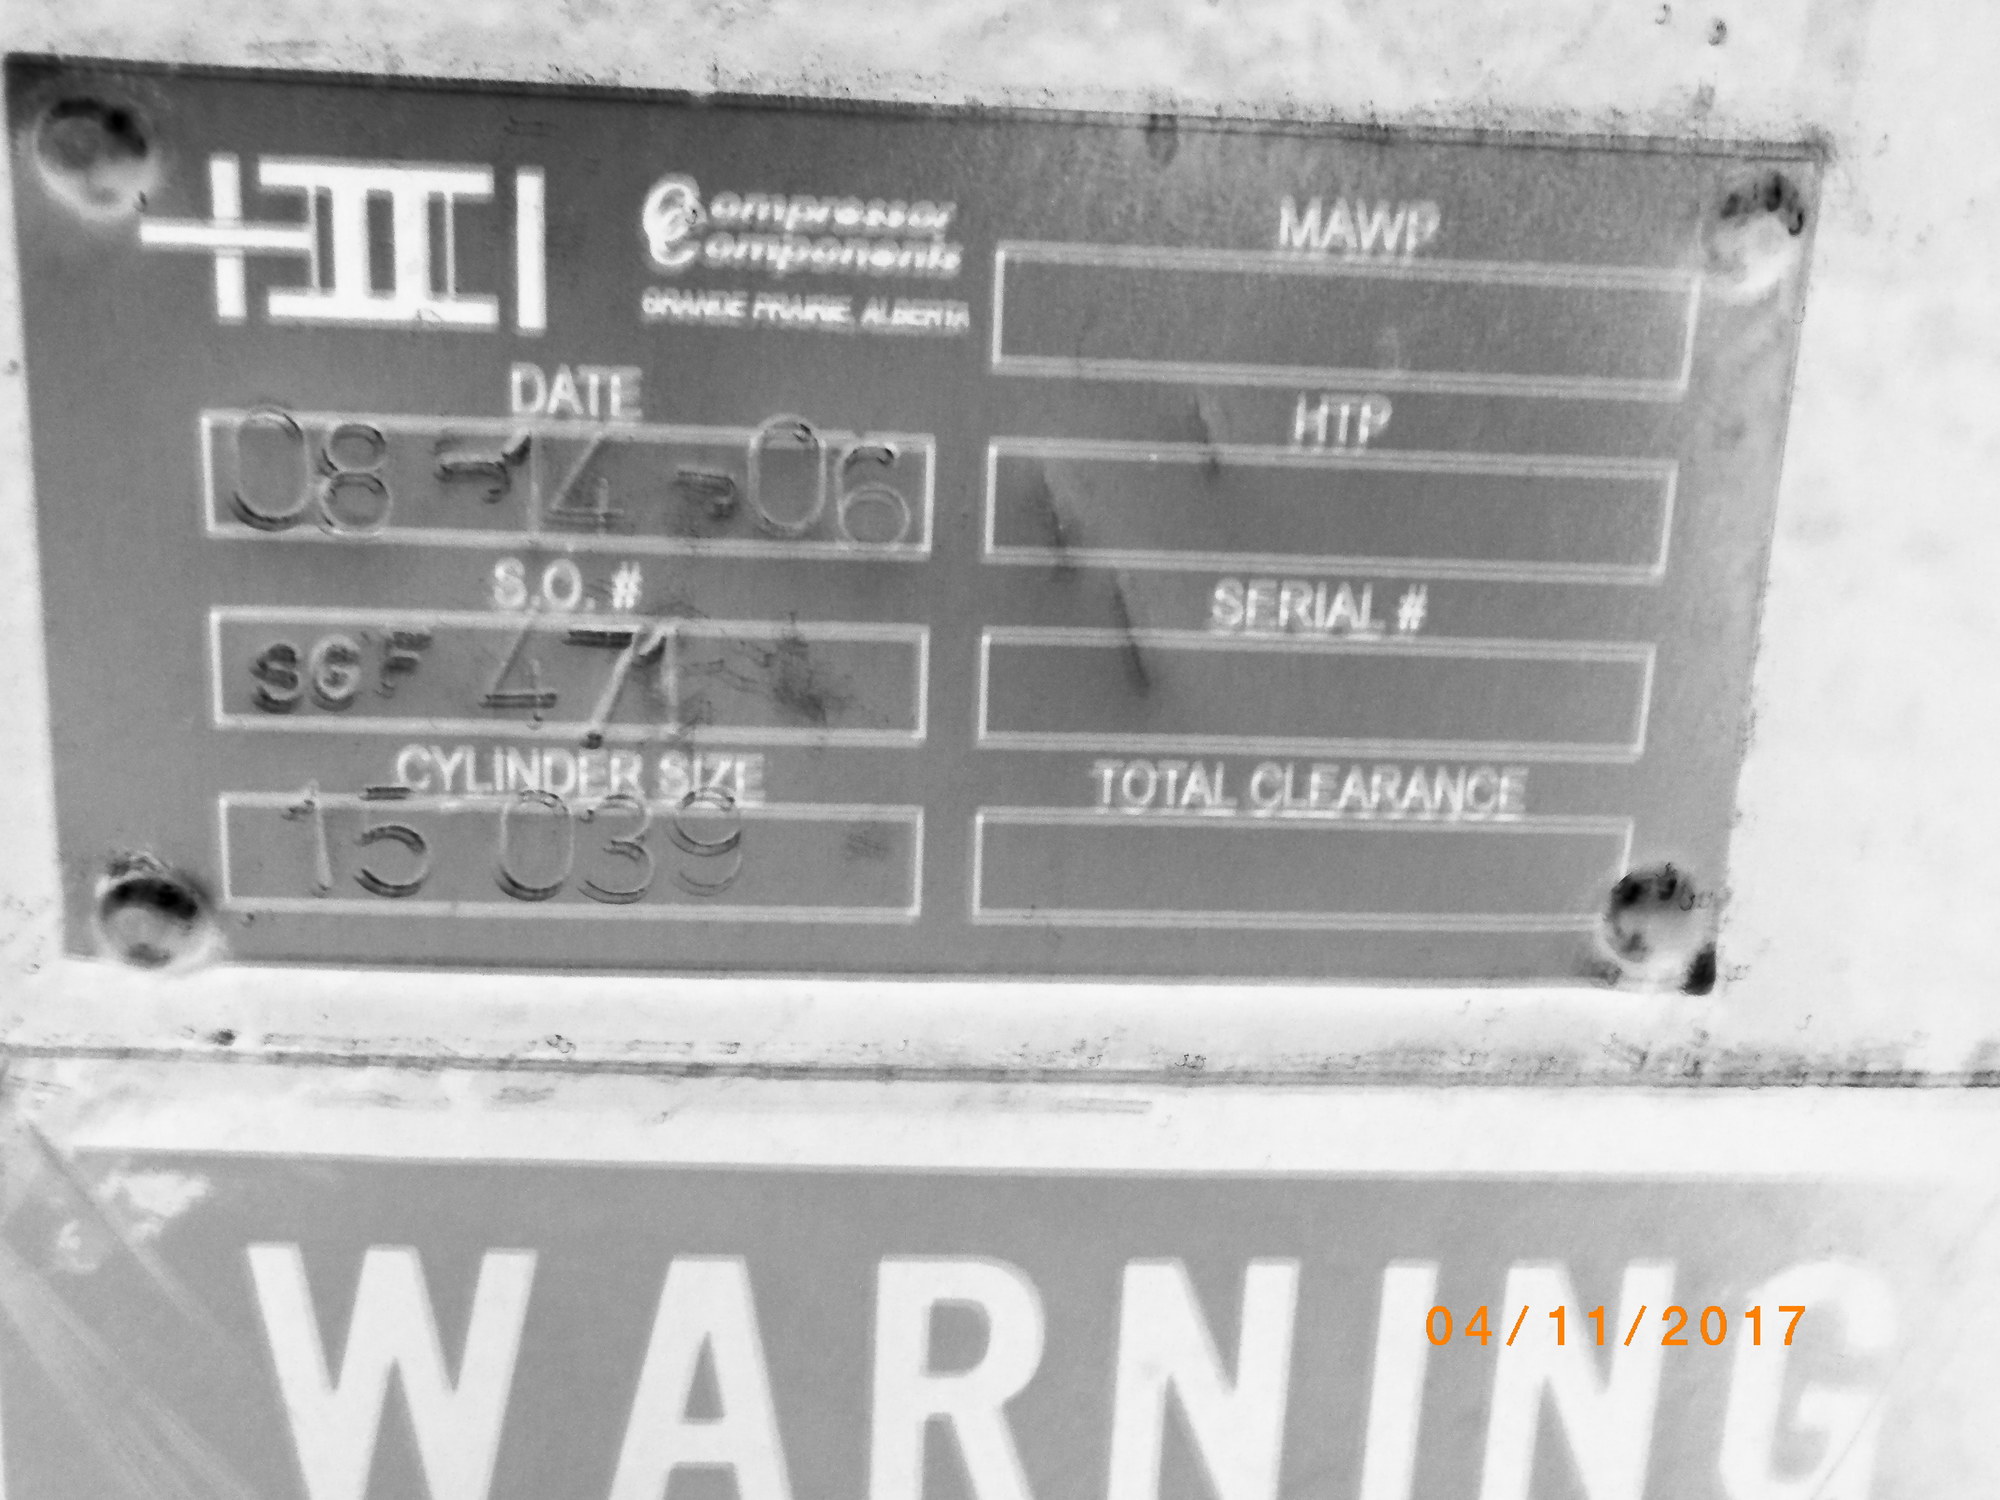 Compressor
Components
GRANDE PRAIRIE, ALBERTA
DATE
08-14-06
S.O. #
SGF 471
CYLINDER SIZE
15 039
MAWP
HTP
SERIAL #
TOTAL CLEARANCE
WARNING
04/11/2017